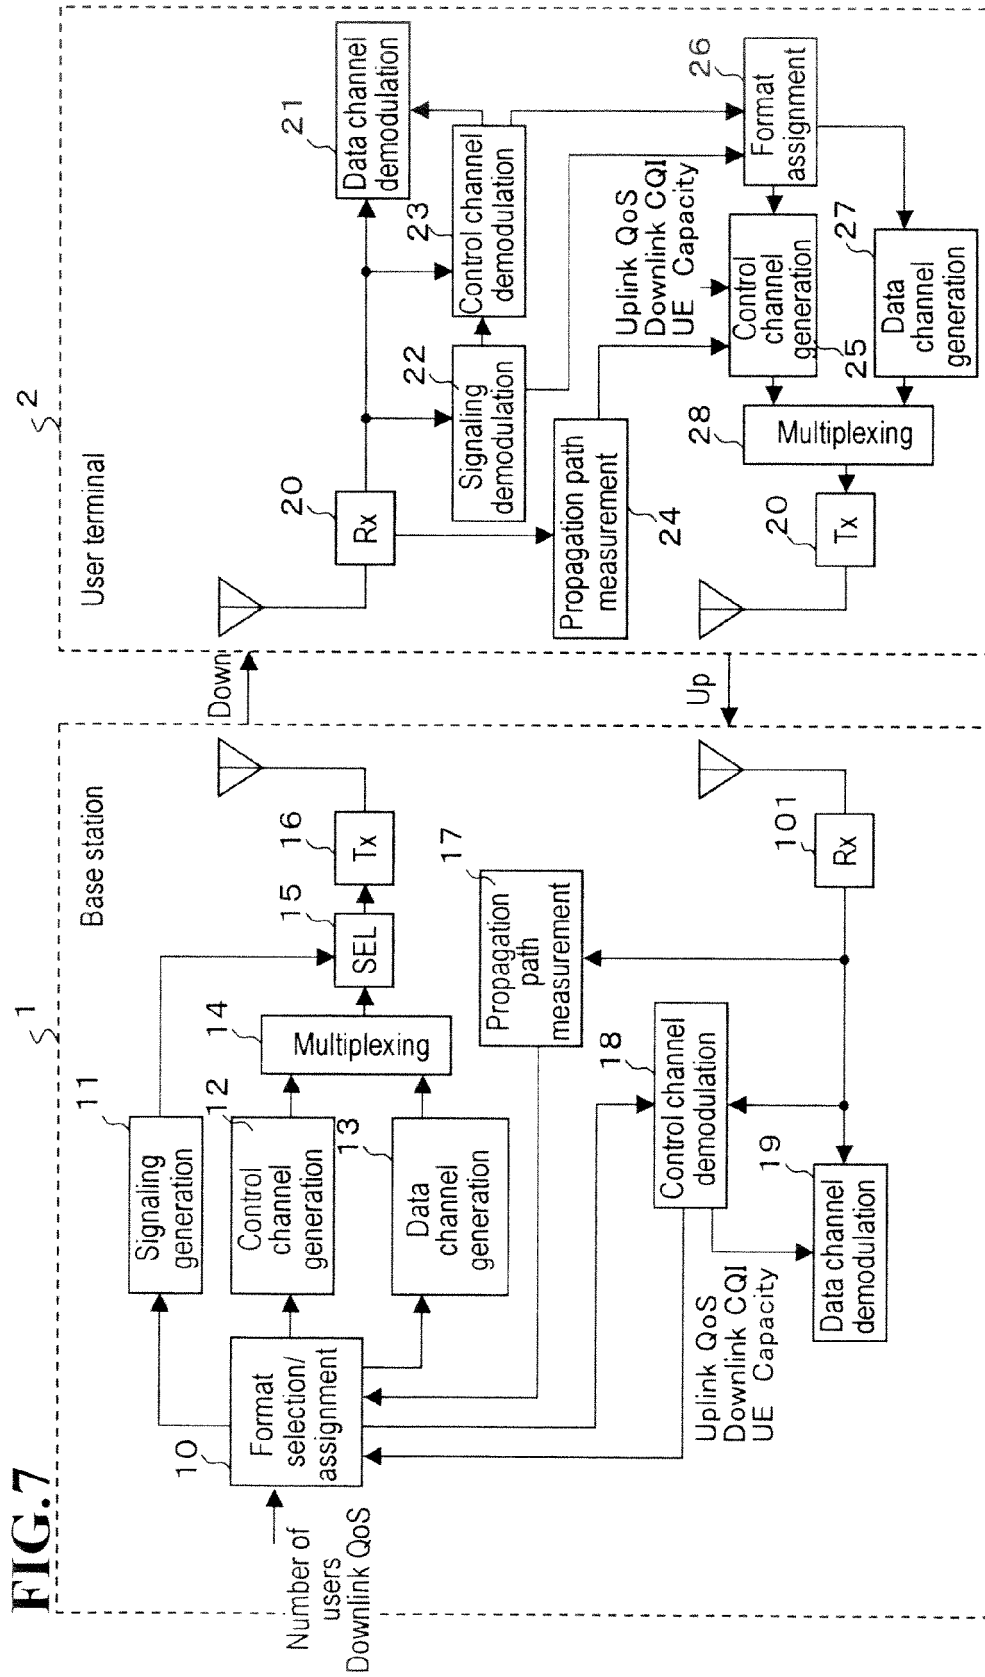 FIG.7
1
Base station
Number of
users
Downlink QoS
10
Format
selection/
assignment
11
Signaling
generation
12
Control
channel
generation
13
Data
channel
generation
14
Multiplexing
15
SEL
16
Tx
17
Propagation
path
measurement
18
Control channel
demodulation
Uplink QoS
Downlink CQI
UE Capacity
19
Data channel
demodulation
101
Rx
Down
Up
2
User terminal
20
Rx
21
Data channel
demodulation
22
Signaling
demodulation
23
Control channel
demodulation
24
Propagation path
measurement
Uplink QoS
Downlink CQI
UE Capacity
Control
channel
generation
25
26
Format
assignment
27
Data
channel
generation
28
Multiplexing
20
Tx